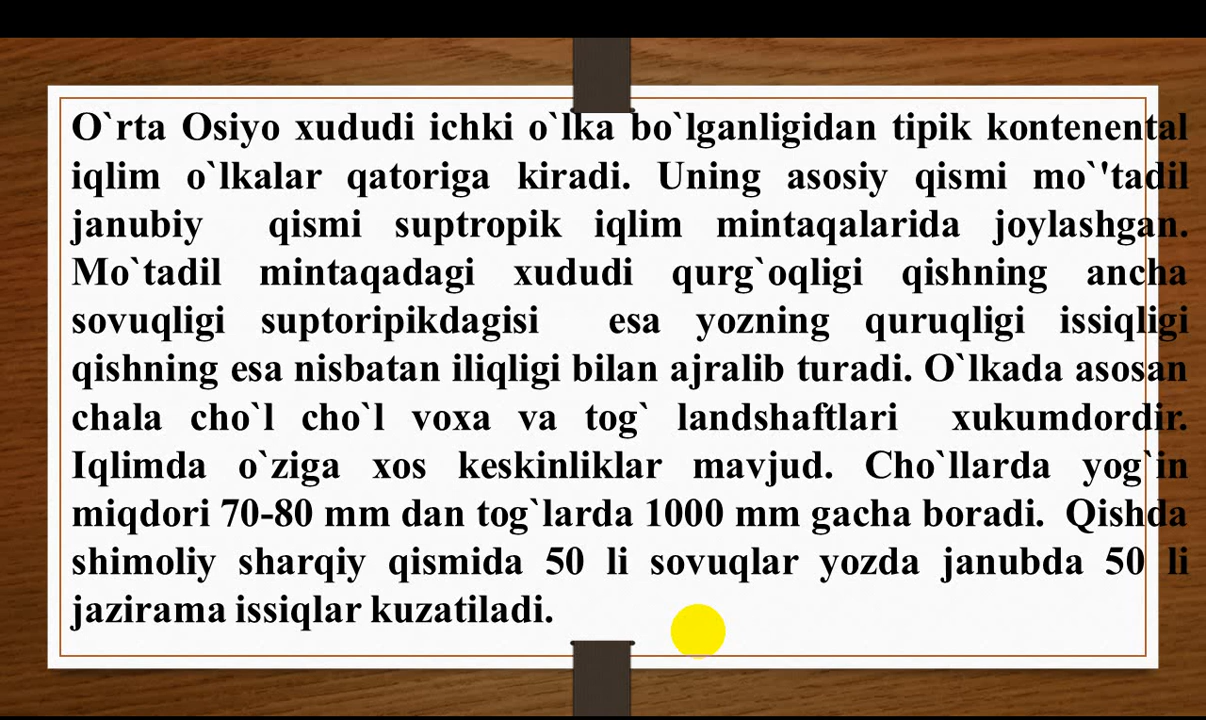 O`rta Osiyo xududi ichki o`lka bo`lganligidan tipik kontenental
iqlim o`lkalar qatoriga kiradi. Uning asosiy qismi mo`'tadil
janubiy qismi suptropik iqlim mintaqalarida joylashgan.
Mo`tadil mintaqadagi xududi qurg`oqligi qishning ancha
sovuqligi suptoripikdagisi esa yozning quruqligi issiqligi
qishning esa nisbatan iliqligi bilan ajralib turadi. O`lkada asosan
chala cho`l cho`l voxa va tog` landshaftlari xukumdordir.
Iqlimda o`ziga xos keskinliklar mavjud. Cho`llarda yog`in
miqdori 70-80 mm dan tog`larda 1000 mm gacha boradi. Qishda
shimoliy sharqiy qismida 50 li sovuqlar yozda janubda 50 li
jazirama issiqlar kuzatiladi.